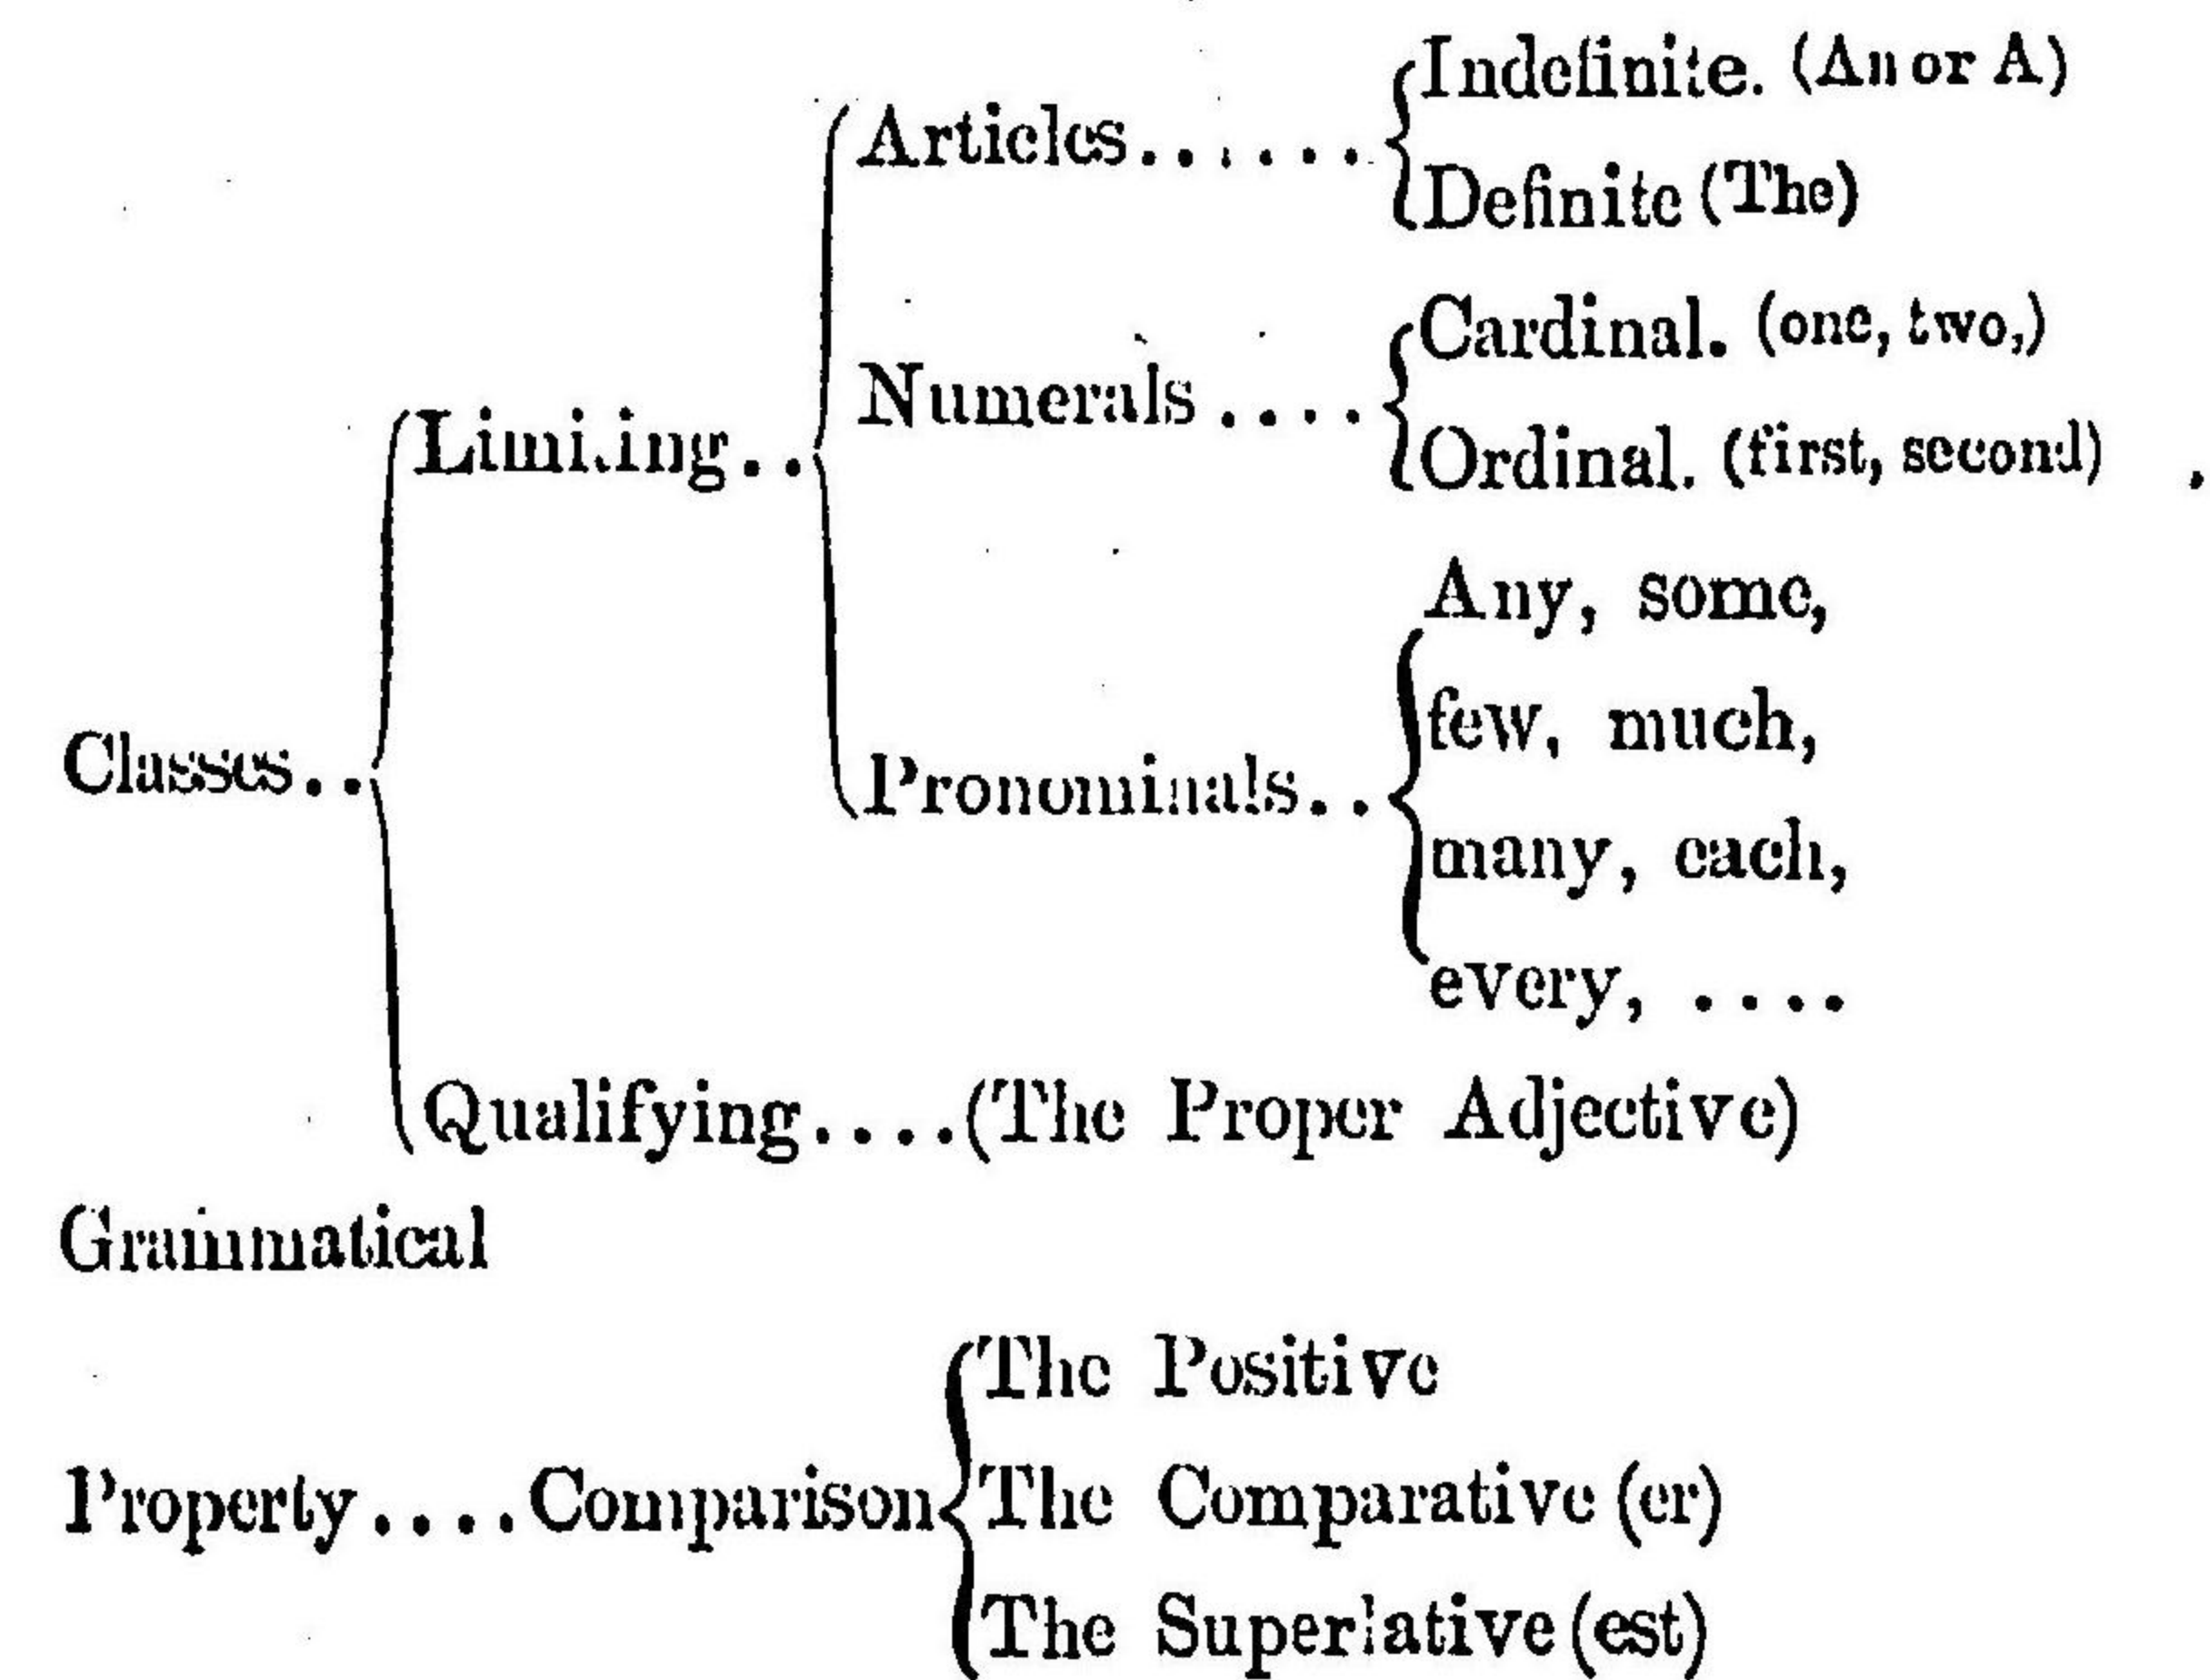 Indefinite. (An or A)
Articles.......
Definite (The)
Cardinal. (one, two,)
Numerals....
Ordinal. (first, second)
Limiting..
Any, some,
few, much,
Classes..
Pronominals..
many, each,
every, ....
Qualifying....(The Proper Adjective)
Grammatical
The Positive
Property....Comparison The Comparative (er)
The Superlative (est)